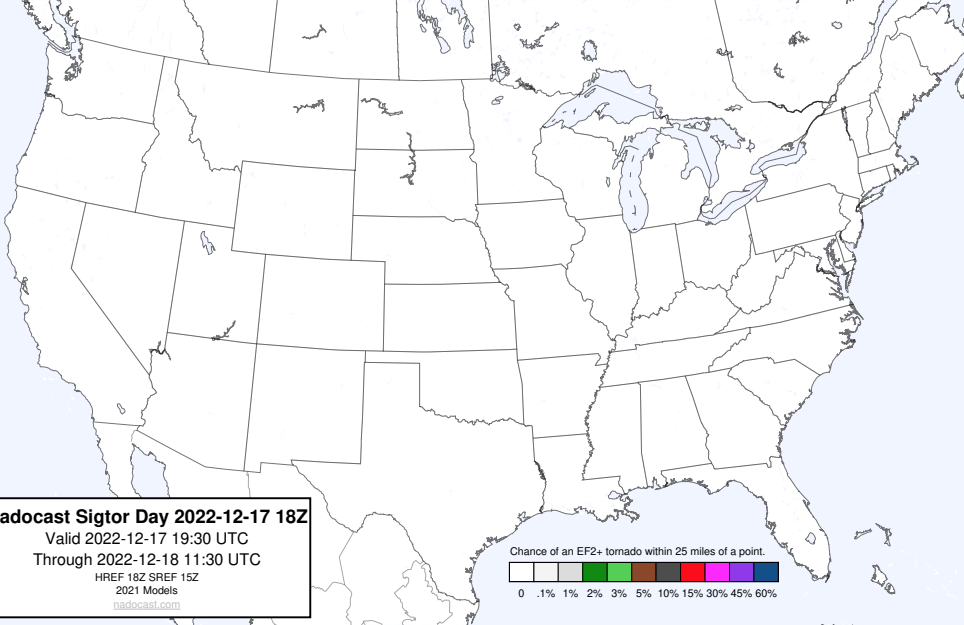 adocast Sigtor Day 2022-12-17 18Z
Valid 2022-12-17 19:30 UTC
Through 2022-12-18 11:30 UTC
HREF 18Z SREF 15Z
2021 Models
nadocast.com
Chance of an EF2+ tornado within 25 miles of a point.
0 .1% 1% 2% 3% 5% 10% 15% 30% 45% 60%